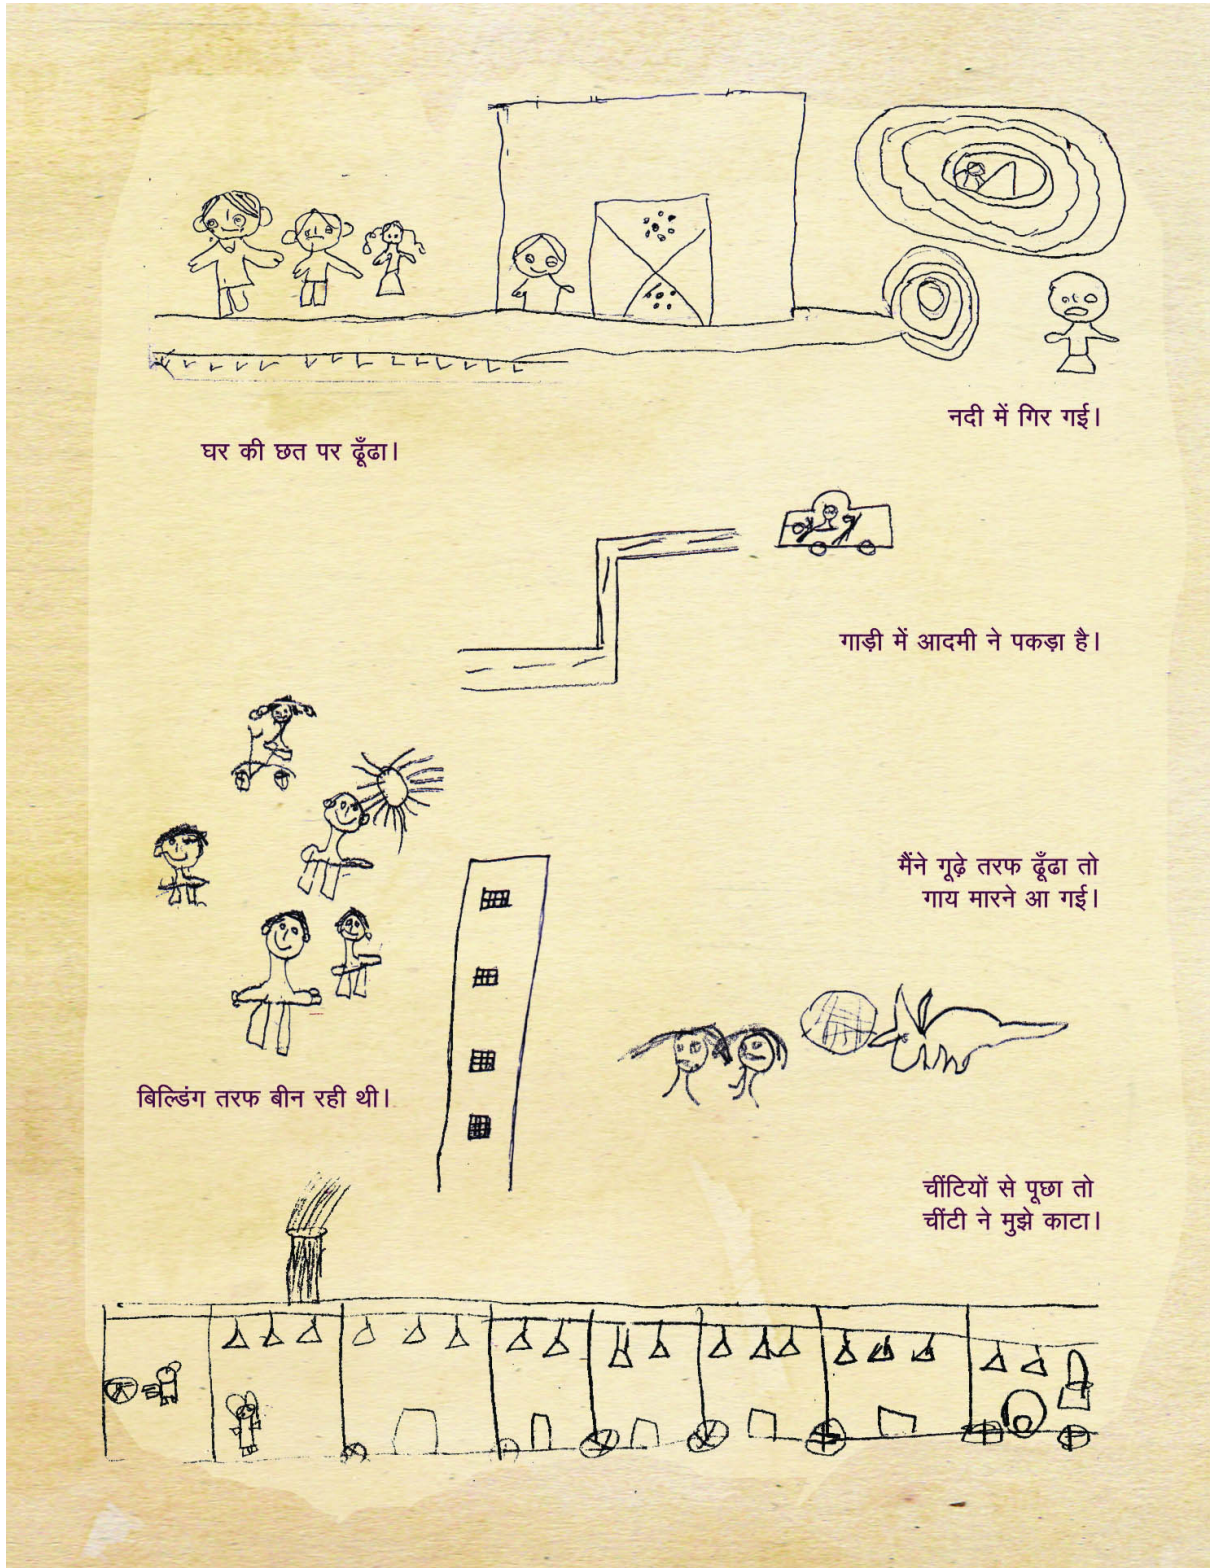 नदी में गिर गई।
घर की छत पर ढूँढा।
गाड़ी में आदमी ने पकड़ा है।
मैंने गूढ़े तरफ ढूँढा तो
गाय मारने आ गई।
बिल्डिंग तरफ बीन रही थी।
चींटियों से पूछा तो
चींटी ने मुझे काटा।